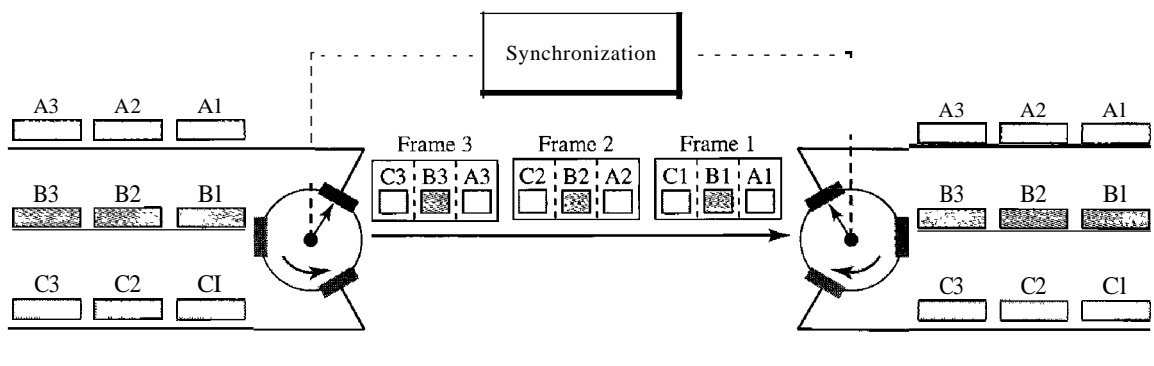 Synchronization
A3 A2 A1
A3 A2 A1
Frame 3 Frame 2 Frame 1
C3 B3 A3 C2 B2 A2 C1 B1 A1
B3 B2 B1
B3 B2 B1
C3 C2 CI
C3 C2 C1